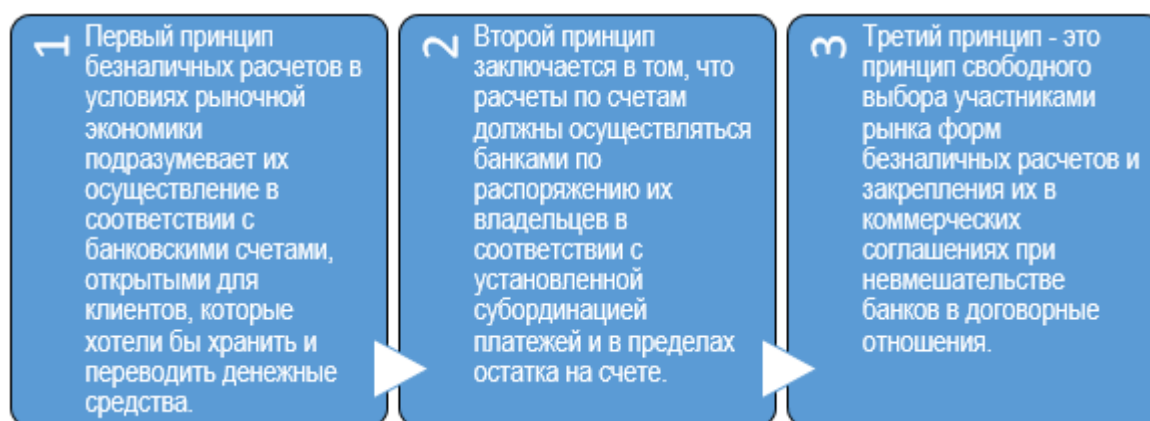 1
Первый принцип
безналичных расчетов в
условиях рыночной
экономики
подразумевает их
осуществление в
соответствии с
банковскими счетами,
открытыми для
клиентов, которые
хотели бы хранить и
переводить денежные
средства.
2
Второй принцип
заключается в том, что
расчеты по счетам
должны осуществляться
банками по
распоряжению их
владельцев в
соответствии с
установленной
субординацией
платежей и в пределах
остатка на счете.
3
Третий принцип - это
принцип свободного
выбора участниками
рынка форм
безналичных расчетов и
закрепления их в
коммерческих
соглашениях при
невмешательстве
банков в договорные
отношения.